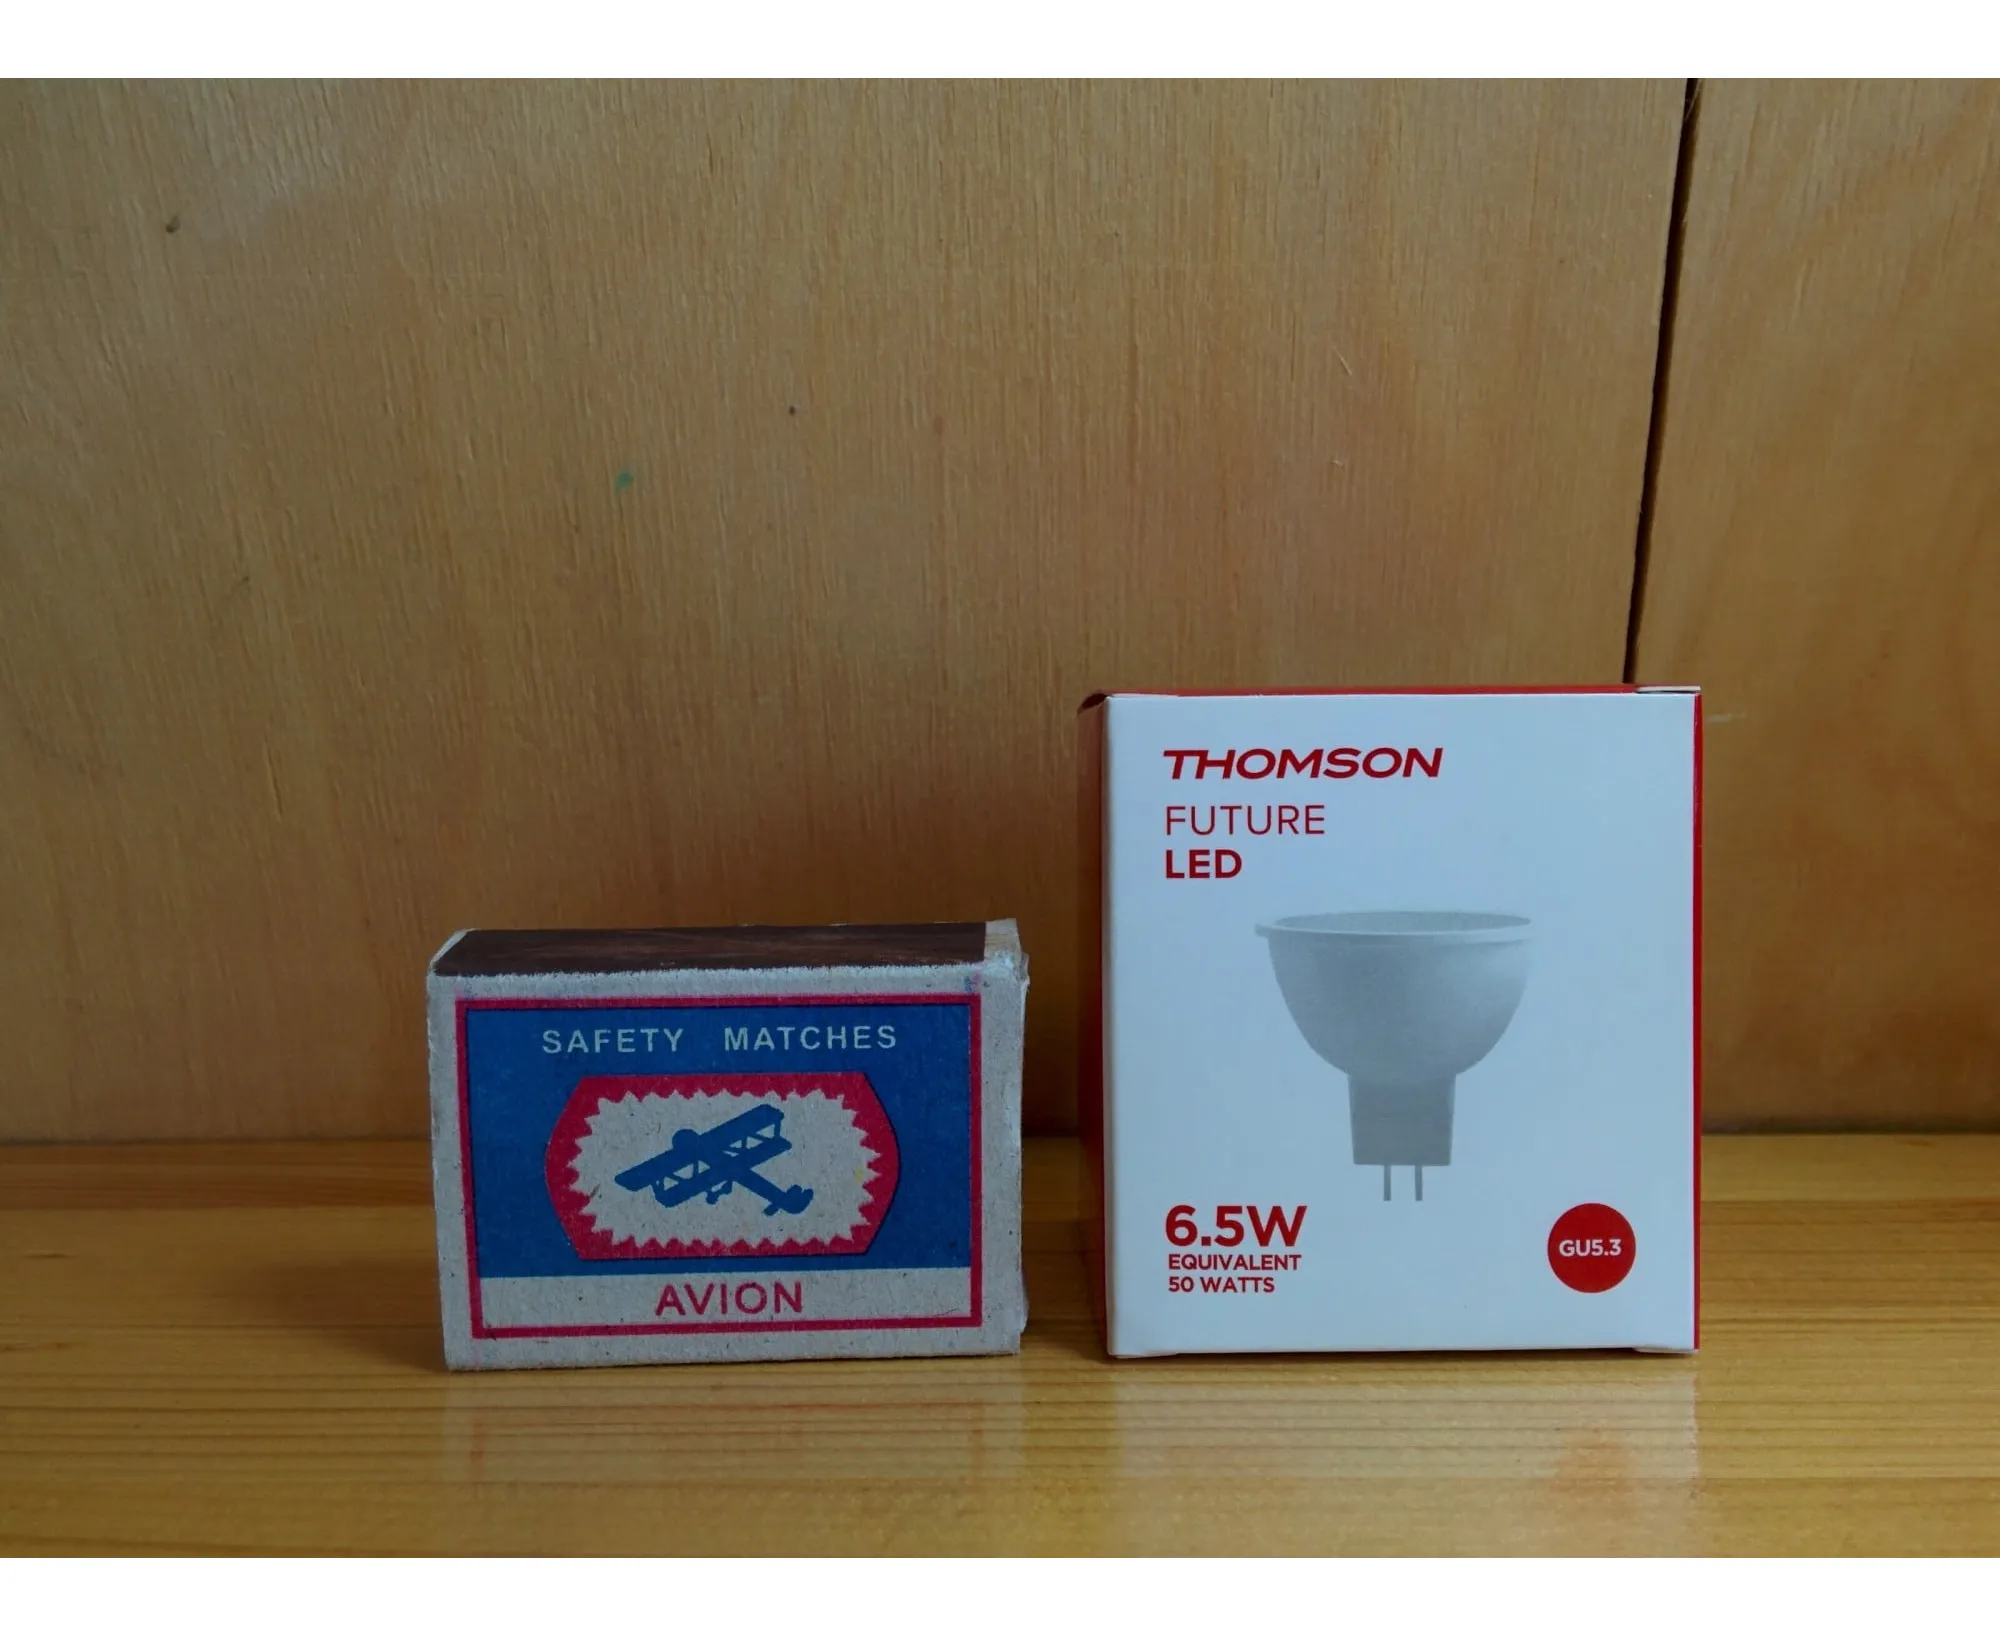 SAFETY MATCHES
AVION
THOMSON
FUTURE
LED
6.5W
EQUIVALENT
50 WATTS
GU5.3